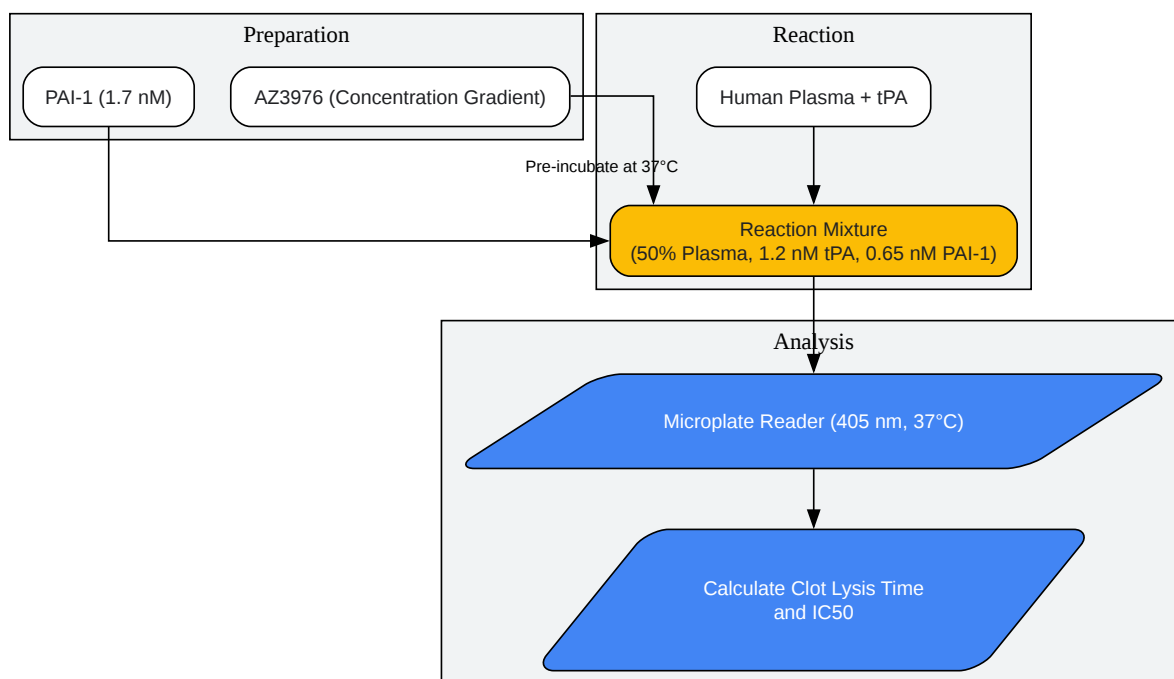 Preparation
Reaction
PAI-1 (1.7 nM)
AZ3976 (Concentration Gradient)
Human Plasma + tPA
Pre-incubate at 37°C
Reaction Mixture
(50% Plasma, 1.2 nM tPA, 0.65 nM PAI-1)
Analysis
Microplate Reader (405 nm, 37°C)
Calculate Clot Lysis Time
and IC50